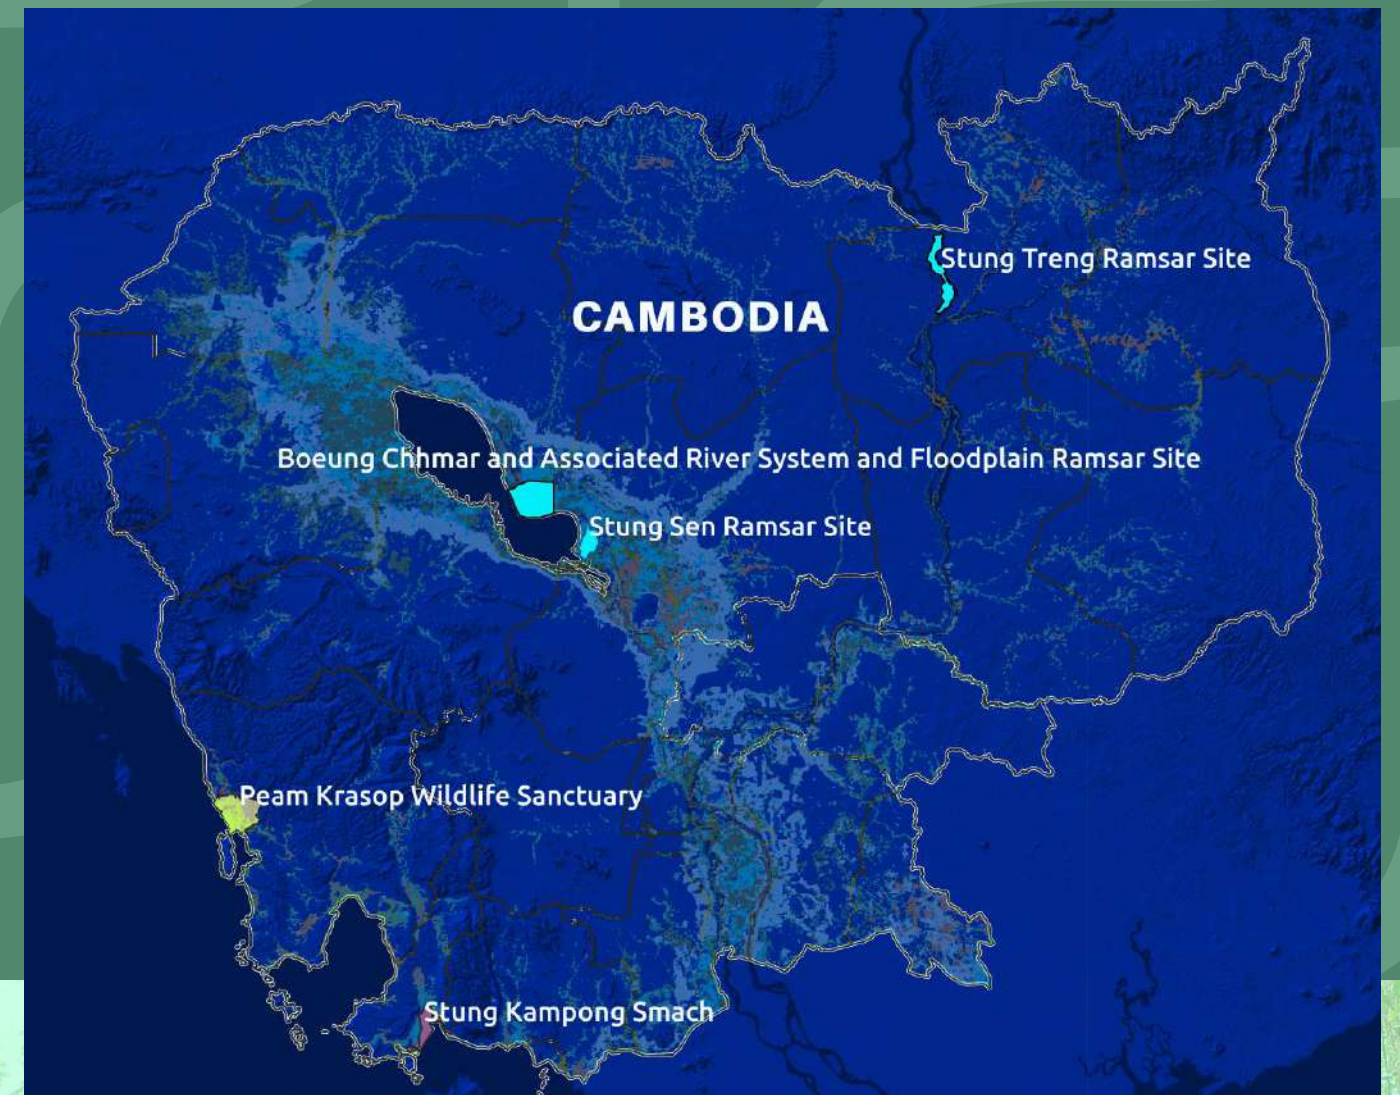 Stung Treng Ramsar Site
CAMBODIA
Boeung Chhmar and Associated River System and Floodplain Ramsar Site
Stung Sen Ramsar Site
Peam Krasop Wildlife Sanctuary
Stung Kampong Smach